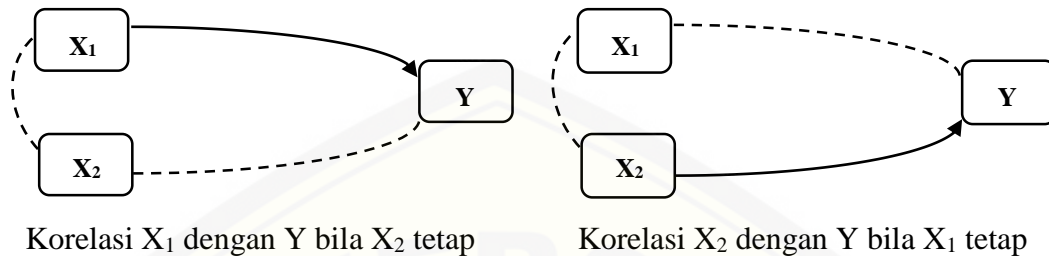 X₁
Y
X₂
Korelasi X₁ dengan Y bila X₂ tetap
X₁
Y
X₂
Korelasi X₂ dengan Y bila X₁ tetap